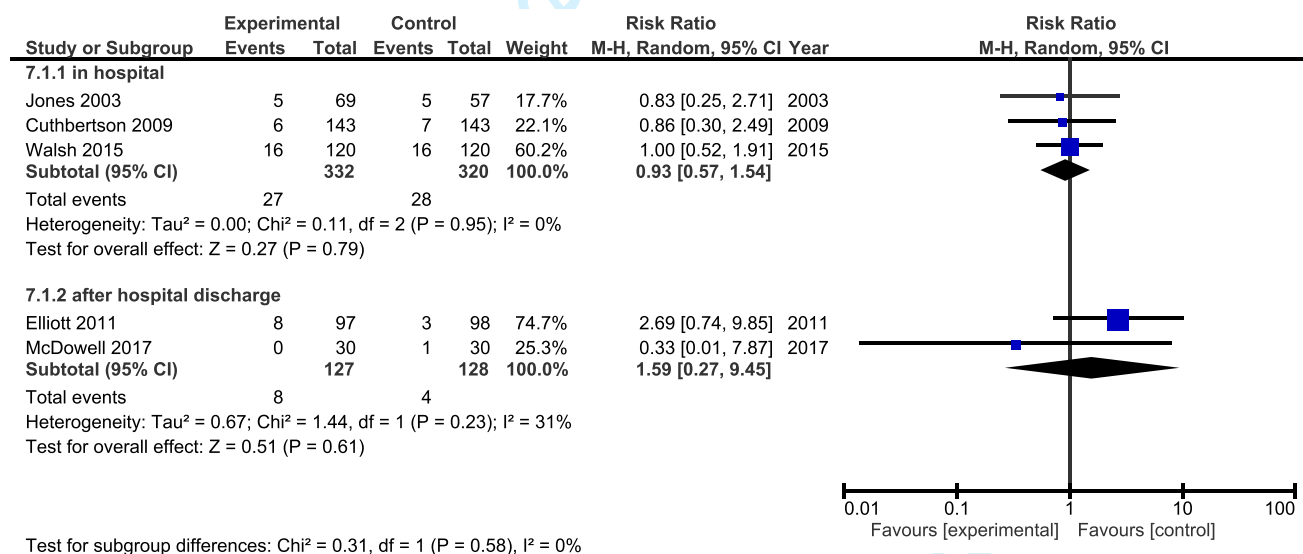 Experimental Control Risk Ratio Risk Ratio
Study or Subgroup Events Total Events Total Weight M-H, Random, 95% CI Year M-H, Random, 95% CI
7.1.1 in hospital
Jones 2003 5 69 5 57 17.7% 0.83 [0.25, 2.71] 2003
Cuthbertson 2009 6 143 7 143 22.1% 0.86 [0.30, 2.49] 2009
Walsh 2015 16 120 16 120 60.2% 1.00 [0.52, 1.91] 2015
Subtotal (95% CI) 332 320 100.0% 0.93 [0.57, 1.54]
Total events 27 28
Heterogeneity: Tau² = 0.00; Chi² = 0.11, df = 2 (P = 0.95); I² = 0%
Test for overall effect: Z = 0.27 (P = 0.79)
7.1.2 after hospital discharge
Elliott 2011 8 97 3 98 74.7% 2.69 [0.74, 9.85] 2011
McDowell 2017 0 30 1 30 25.3% 0.33 [0.01, 7.87] 2017
Subtotal (95% CI) 127 128 100.0% 1.59 [0.27, 9.45]
Total events 8 4
Heterogeneity: Tau² = 0.67; Chi² = 1.44, df = 1 (P = 0.23); I² = 31%
Test for overall effect: Z = 0.51 (P = 0.61)
0.01 0.1 1 10 100
Favours [experimental] Favours [control]
Test for subgroup differences: Chi² = 0.31, df = 1 (P = 0.58), I² = 0%